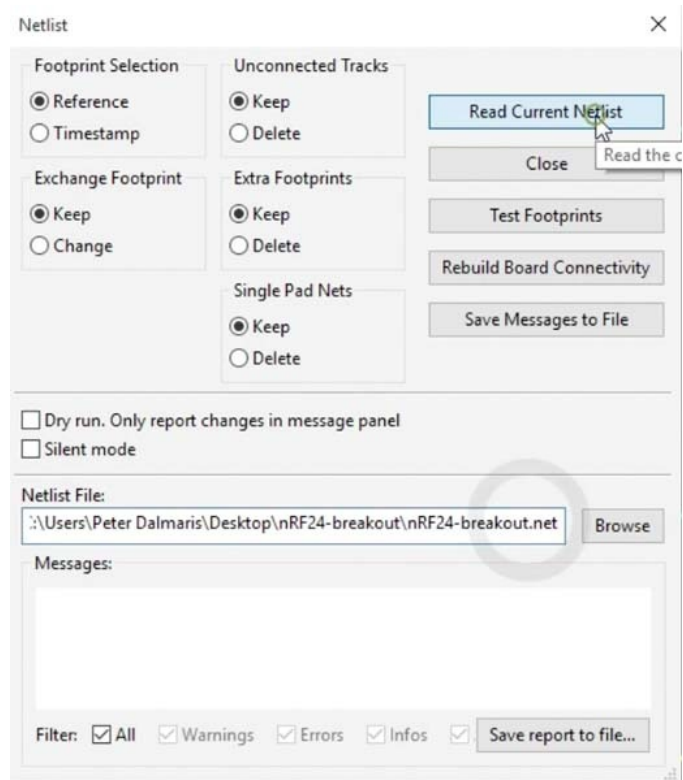 Netlist
Footprint Selection
Reference
Timestamp
Unconnected Tracks
Keep
Delete
Read Current Netlist
Close
Read the c
Exchange Footprint
Keep
Change
Extra Footprints
Keep
Delete
Test Footprints
Rebuild Board Connectivity
Single Pad Nets
Keep
Delete
Save Messages to File
Dry run. Only report changes in message panel
Silent mode
Netlist File:
:\Users\Peter Dalmaris\Desktop\nRF24-breakout\nRF24-breakout.net
Browse
Messages:
Filter: All Warnings Errors Infos Save report to file...